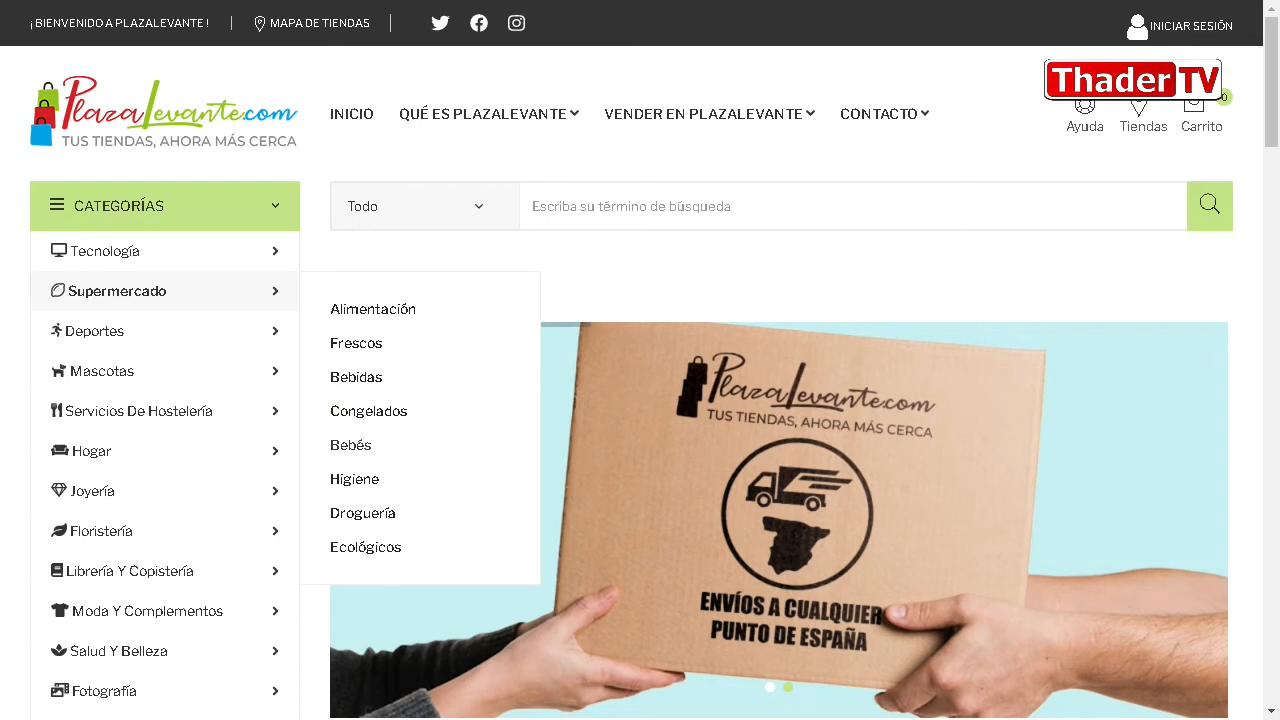 ¡ BIENVENIDO A PLAZALEVANTE !
MAPA DE TIENDAS
INICIAR SESIÓN
ThaderTV
PlazaLevante.com
TUS TIENDAS, AHORA MÁS CERCA
INICIO
QUÉ ES PLAZALEVANTE
VENDER EN PLAZALEVANTE
CONTACTO
0
Ayuda
Tiendas
Carrito
CATEGORÍAS
Todo
Escriba su término de búsqueda
Tecnología
Supermercado
Deportes
Mascotas
Servicios De Hostelería
Hogar
Joyería
Floristería
Librería Y Copistería
Moda Y Complementos
Salud Y Belleza
Fotografía
Alimentación
Frescos
Bebidas
Congelados
Bebés
Higiene
Droguería
Ecológicos
PlazaLevante.com
TUS TIENDAS, AHORA MÁS CERCA
ENVÍOS A CUALQUIER
PUNTO DE ESPAÑA